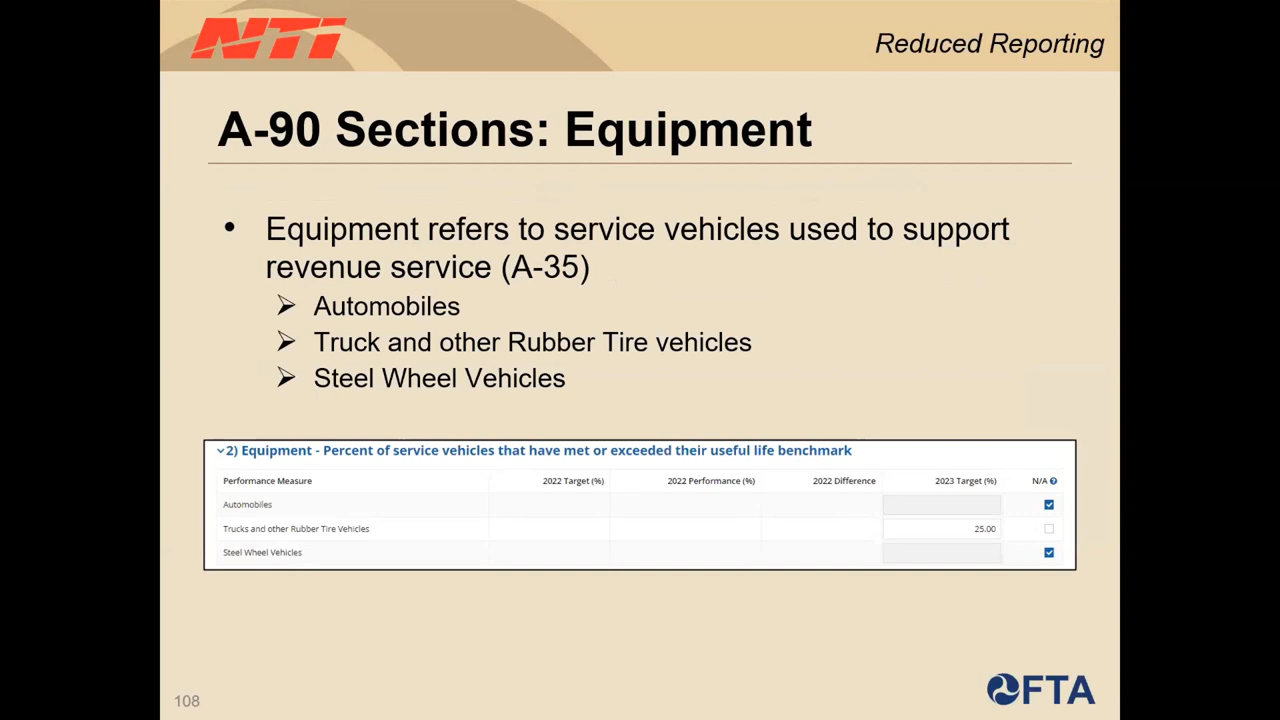 NTI
Reduced Reporting
A-90 Sections: Equipment
• Equipment refers to service vehicles used to support
revenue service (A-35)
➢ Automobiles
➢ Truck and other Rubber Tire vehicles
➢ Steel Wheel Vehicles
2) Equipment - Percent of service vehicles that have met or exceeded their useful life benchmark
Performance Measure 2022 Target (%) 2022 Performance (%) 2022 Difference 2023 Target (%) N/A ?
Automobiles
Trucks and other Rubber Tire Vehicles 25.00
Steel Wheel Vehicles
108
FTA